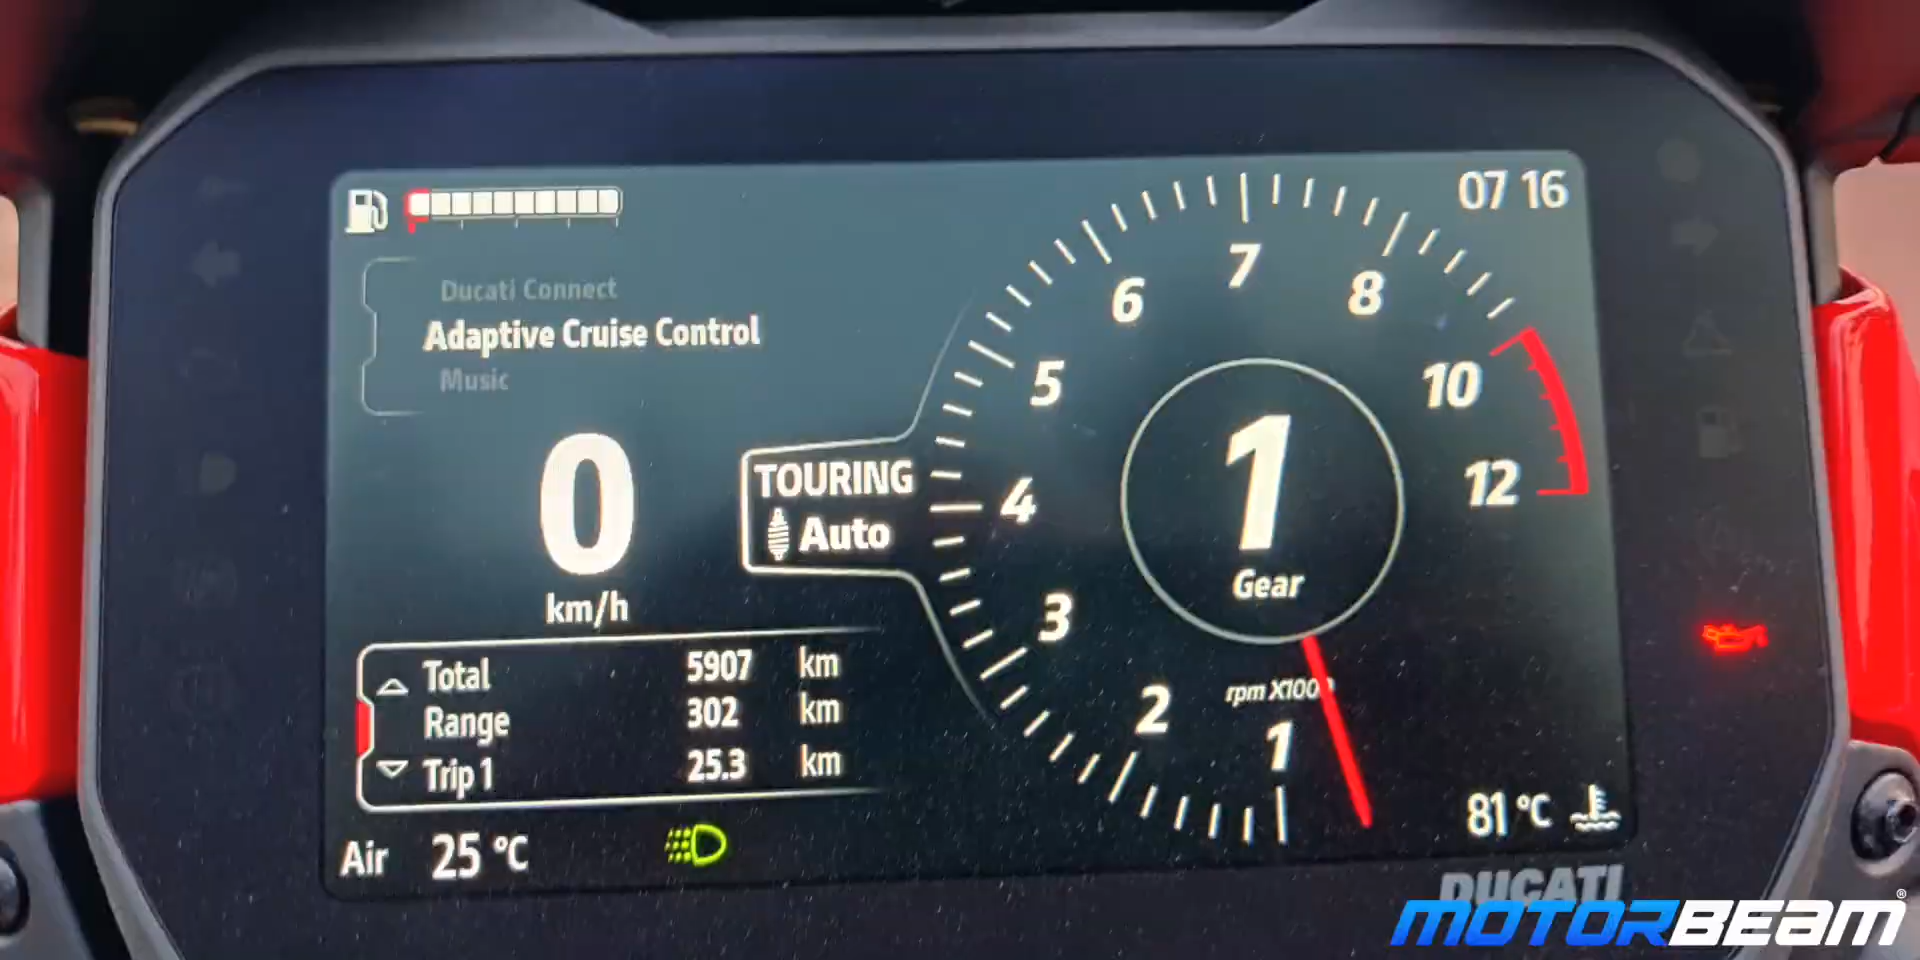 07 16
Ducati Connect
Adaptive Cruise Control
Music
0
km/h
TOURING
Auto
1
2
3
4
5
6
7
8
10
12
1
Gear
rpm X1000
Total 5907 km
Range 302 km
Trip 1 25.3 km
Air 25 °C
81 °C
DUCATI
MOTORBEAM®